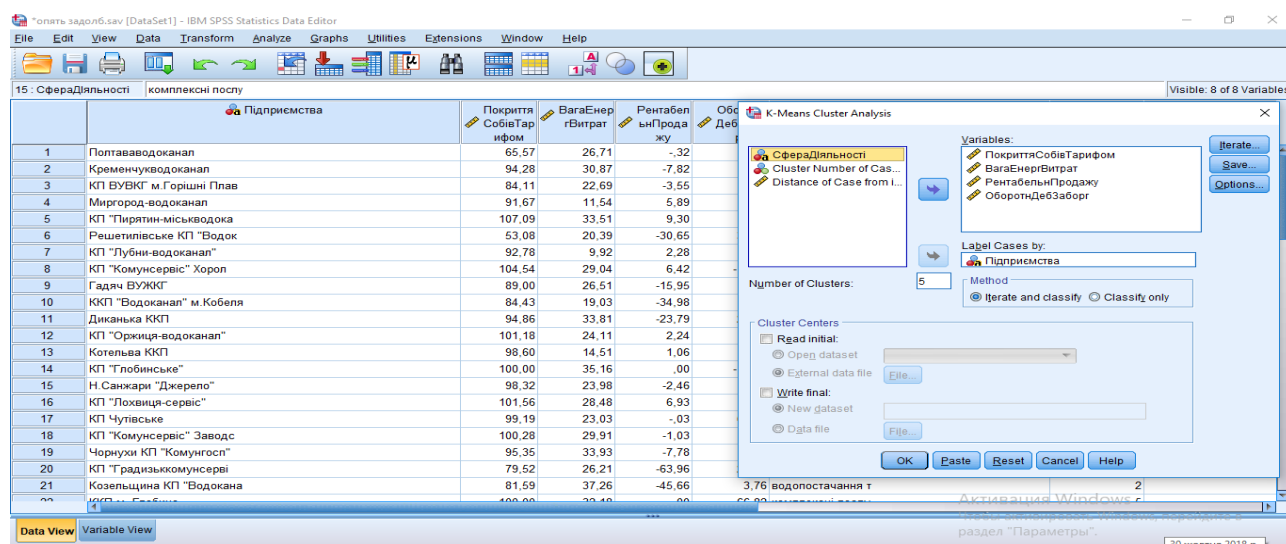 *опять задолб.sav [DataSet1] - IBM SPSS Statistics Data Editor
File Edit View Data Transform Analyze Graphs Utilities Extensions Window Help
15 : СфераДІяльності комплексні послу
Visible: 8 of 8 Variables
Підприємства Покриття СобівТарифом ВагаЕнергВитрат РентабельнПродажу
1 Полтававодоканал 65,57 26,71 -,32
2 Кременчукводоканал 94,28 30,87 -7,82
3 КП ВУВКГ м.Горішні Плав 84,11 22,69 -3,55
4 Миргород-водоканал 91,67 11,54 5,89
5 КП "Пирятин-міськводока 107,09 33,51 9,30
6 Решетилівське КП "Водок 53,08 20,39 -30,65
7 КП "Лубни-водоканал" 92,78 9,92 2,28
8 КП "Комунсервіс" Хорол 104,54 29,04 6,42
9 Гадяч ВУЖКГ 89,00 26,51 -15,95
10 ККП "Водоканал" м.Кобеля 84,43 19,03 -34,98
11 Диканька ККП 94,86 33,81 -23,79
12 КП "Оржиця-водоканал" 101,18 24,11 2,24
13 Котельва ККП 98,60 14,51 1,06
14 КП "Глобинське" 100,00 35,16 ,00
15 Н.Санжари "Джерело" 98,32 23,98 -2,46
16 КП "Лохвиця-сервіс" 101,56 28,48 6,93
17 КП Чутівське 99,19 23,03 -,03
18 КП "Комунсервіс" Заводс 100,28 29,91 -1,03
19 Чорнухи КП "Комунгосп" 95,35 33,93 -7,78
20 КП "Градизьккомунсерві 79,52 26,21 -63,96
21 Козельщина КП "Водокана 81,59 37,26 -45,66 3,76 водопостачання т 2
K-Means Cluster Analysis
СфераДІяльності
Cluster Number of Cas...
Distance of Case from i...
Variables:
ПокриттяСобівТарифом
ВагаЕнергВитрат
РентабельнПродажу
ОборотнДебЗаборг
Iterate...
Save...
Options...
Label Cases by:
Підприємства
Number of Clusters: 5
Method
Iterate and classify Classify only
Cluster Centers
Read initial:
Open dataset
External data file File...
Write final:
New dataset
Data file File...
OK Paste Reset Cancel Help
Активация Windows
раздел "Параметры".
Data View Variable View